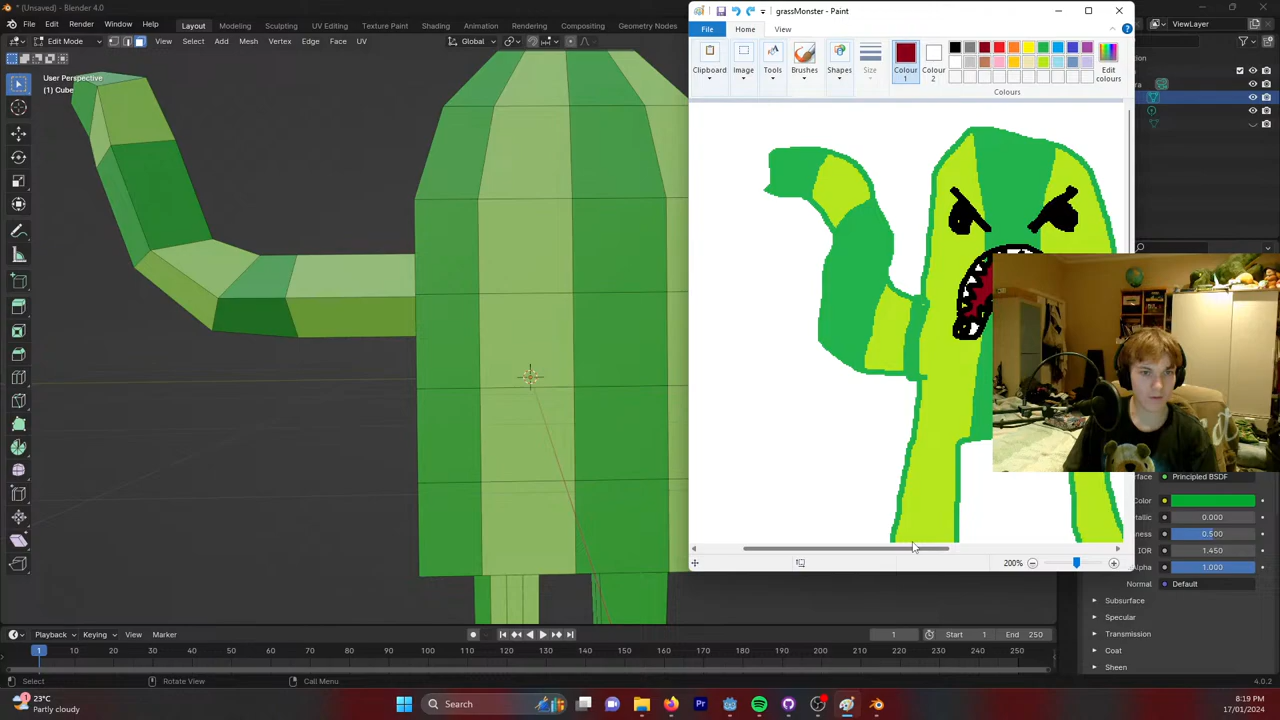 * (Unsaved) - Blender 4.0
File Edit Render Window Help
Layout Modeling Sculpting UV Editing Texture Paint Shading Animation Rendering Compositing Geometry Nodes
ViewLayer
View Select Add Mesh Vertex Edge Face UV
Global
User Perspective
Cube
grassMonster - Paint
File Home View
Clipboard
Image
Tools
Brushes
Shapes
Size
Colour 1
Colour 2
Edit colours
Colours
200%
Principled BSDF
Color
0.000
0.500
IOR 1.450
Alpha 1.000
Normal Default
Subsurface
Specular
Transmission
Coat
Sheen
Playback Keying View Marker
1 Start 1 End 250
1 10 20 30 40 50 60 70 80 90 100 110 120 130 140 150 160 170 180 190 200 210 220 230 240 250
Select Rotate View Call Menu
4.0.2
23°C
Partly cloudy
Search
8:19 PM
17/01/2024